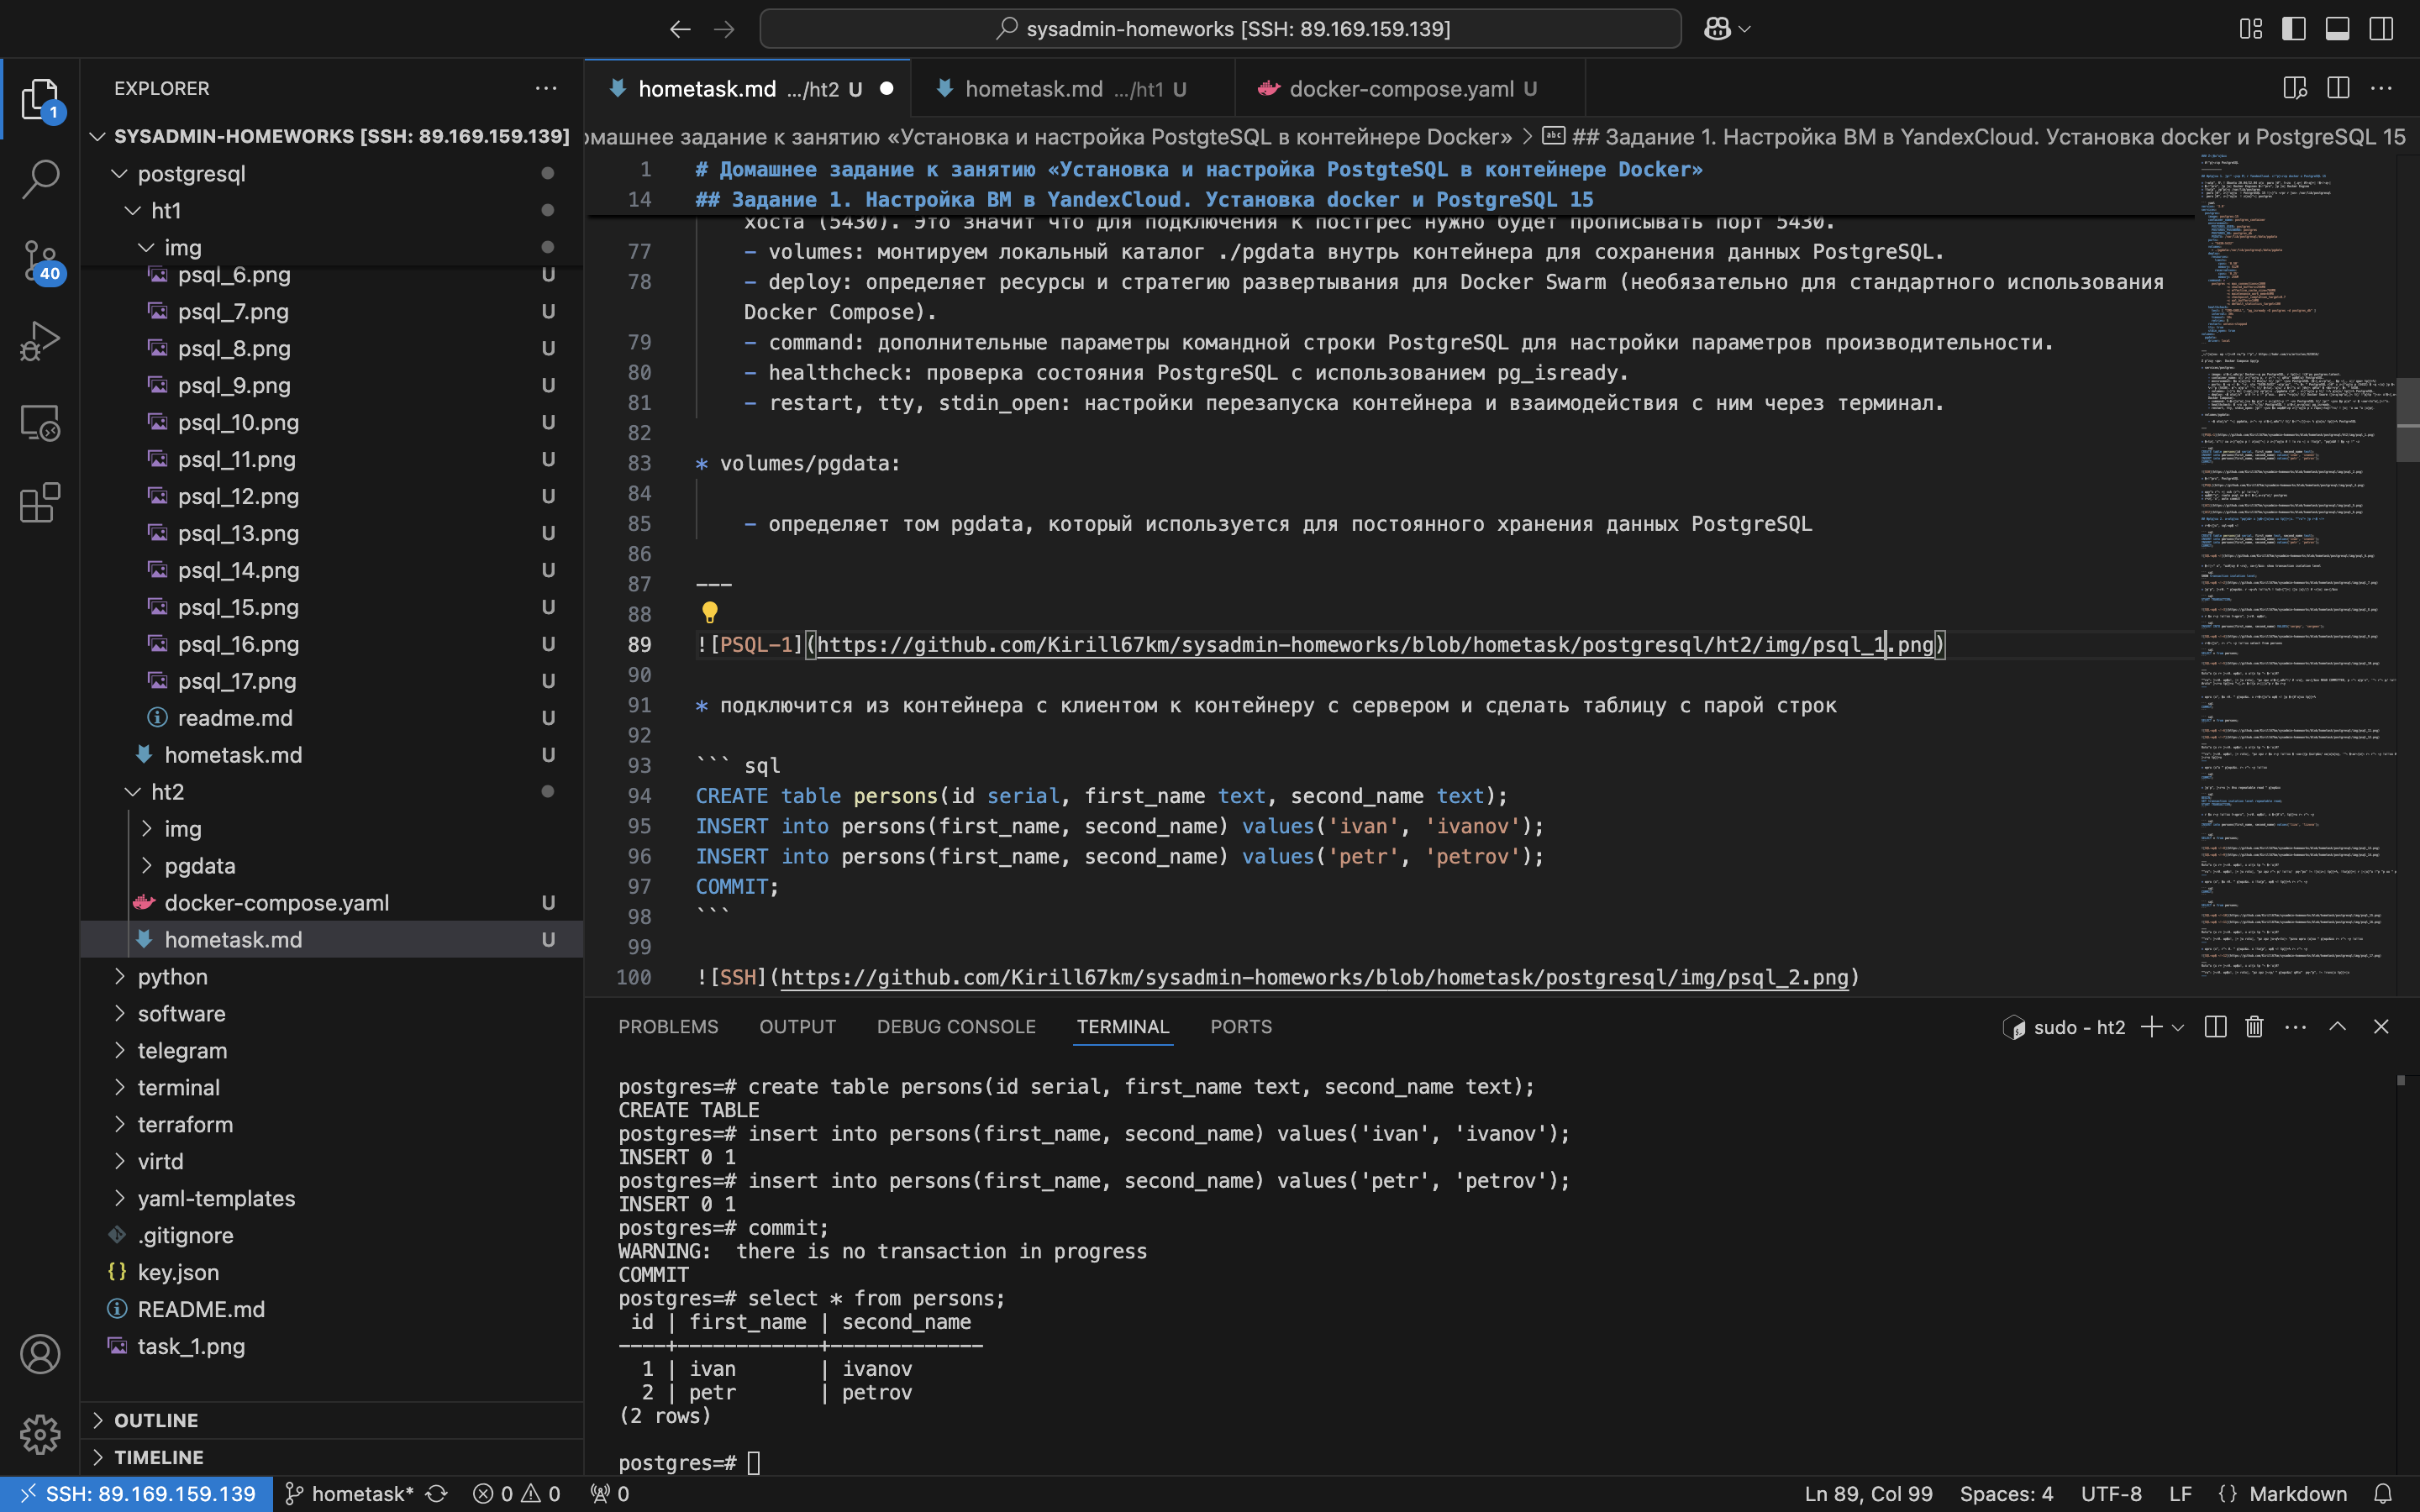 sysadmin-homeworks [SSH: 89.169.159.139]
EXPLORER
1
40
SYSADMIN-HOMEWORKS [SSH: 89.169.159.139]
postgresql
ht1
img
psql_6.png U
psql_7.png U
psql_8.png U
psql_9.png U
psql_10.png U
psql_11.png U
psql_12.png U
psql_13.png U
psql_14.png U
psql_15.png U
psql_16.png U
psql_17.png U
readme.md U
hometask.md U
ht2
img
pgdata
docker-compose.yaml U
hometask.md U
python
software
telegram
terminal
terraform
virtd
yaml-templates
.gitignore
key.json
README.md
task_1.png
OUTLINE
TIMELINE
hometask.md .../ht2 U
hometask.md .../ht1 U
docker-compose.yaml U
омашнее задание к занятию «Установка и настройка PostgteSQL в контейнере Docker» > ## Задание 1. Настройка ВМ в YandexCloud. Установка docker и PostgreSQL 15
1 # Домашнее задание к занятию «Установка и настройка PostgteSQL в контейнере Docker»
14 ## Задание 1. Настройка ВМ в YandexCloud. Установка docker и PostgreSQL 15
хоста (5430). Это значит что для подключения к постгрес нужно будет прописывать порт 5430.
77 - volumes: монтируем локальный каталог ./pgdata внутрь контейнера для сохранения данных PostgreSQL.
78 - deploy: определяет ресурсы и стратегию развертывания для Docker Swarm (необязательно для стандартного использования
Docker Compose).
79 - command: дополнительные параметры командной строки PostgreSQL для настройки параметров производительности.
80 - healthcheck: проверка состояния PostgreSQL с использованием pg_isready.
81 - restart, tty, stdin_open: настройки перезапуска контейнера и взаимодействия с ним через терминал.
82
83 * volumes/pgdata:
84
85 - определяет том pgdata, который используется для постоянного хранения данных PostgreSQL
86
87 ---
88
89 ![PSQL-1](https://github.com/Kirill67km/sysadmin-homeworks/blob/hometask/postgresql/ht2/img/psql_1.png)
90
91 * подключится из контейнера с клиентом к контейнеру с сервером и сделать таблицу с парой строк
92
93 ``` sql
94 CREATE table persons(id serial, first_name text, second_name text);
95 INSERT into persons(first_name, second_name) values('ivan', 'ivanov');
96 INSERT into persons(first_name, second_name) values('petr', 'petrov');
97 COMMIT;
98 ```
99
100 ![SSH](https://github.com/Kirill67km/sysadmin-homeworks/blob/hometask/postgresql/img/psql_2.png)
PROBLEMS OUTPUT DEBUG CONSOLE TERMINAL PORTS
sudo - ht2
postgres=# create table persons(id serial, first_name text, second_name text);
CREATE TABLE
postgres=# insert into persons(first_name, second_name) values('ivan', 'ivanov');
INSERT 0 1
postgres=# insert into persons(first_name, second_name) values('petr', 'petrov');
INSERT 0 1
postgres=# commit;
WARNING:  there is no transaction in progress
COMMIT
postgres=# select * from persons;
id | first_name | second_name
----+------------+-------------
1 | ivan | ivanov
2 | petr | petrov
(2 rows)
postgres=#
SSH: 89.169.159.139 hometask* 0 0 0 Ln 89, Col 99 Spaces: 4 UTF-8 LF {} Markdown